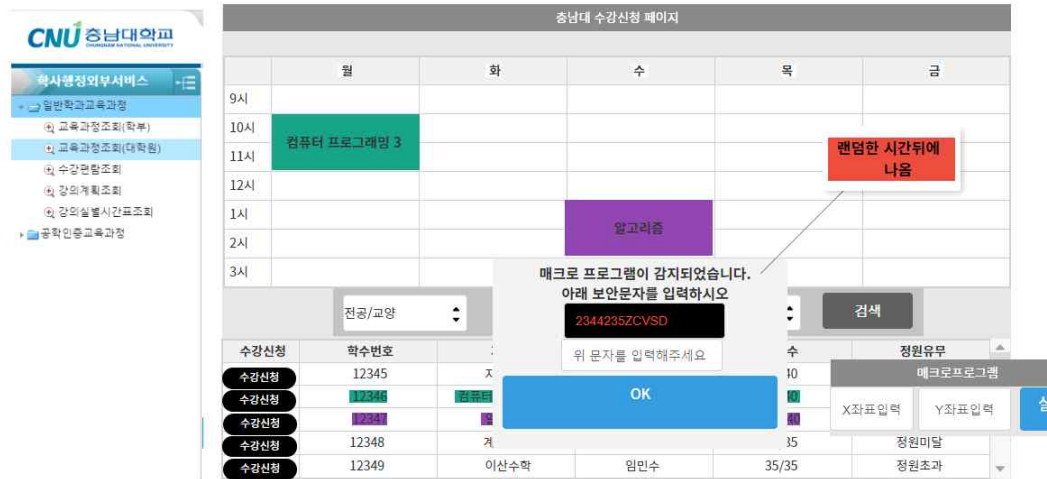 충남대 수강신청 페이지
CNU 충남대학교
CHUNGNAM NATIONAL UNIVERSITY
학사행정외부서비스
일반학과교육과정
교육과정조회(학부)
교육과정조회(대학원)
수강편람조회
강의계획조회
강의실별시간표조회
공학인증교육과정
월 화 수 목 금
9시
10시
컴퓨터 프로그래밍 3
11시
12시
1시
알고리즘
2시
3시
랜덤한 시간뒤에
나옴
매크로 프로그램이 감지되었습니다.
아래 보안문자를 입력하시오
2344235ZCVSD
위 문자를 입력해주세요
OK
전공/교양
검색
수강신청 학수번호 수 정원유무
수강신청 12345 40
수강신청 12346 컴퓨터 40
수강신청 12347 40
수강신청 12348 35 정원미달
수강신청 12349 이산수학 임민수 35/35 정원초과
매크로프로그램
X좌표입력 Y좌표입력